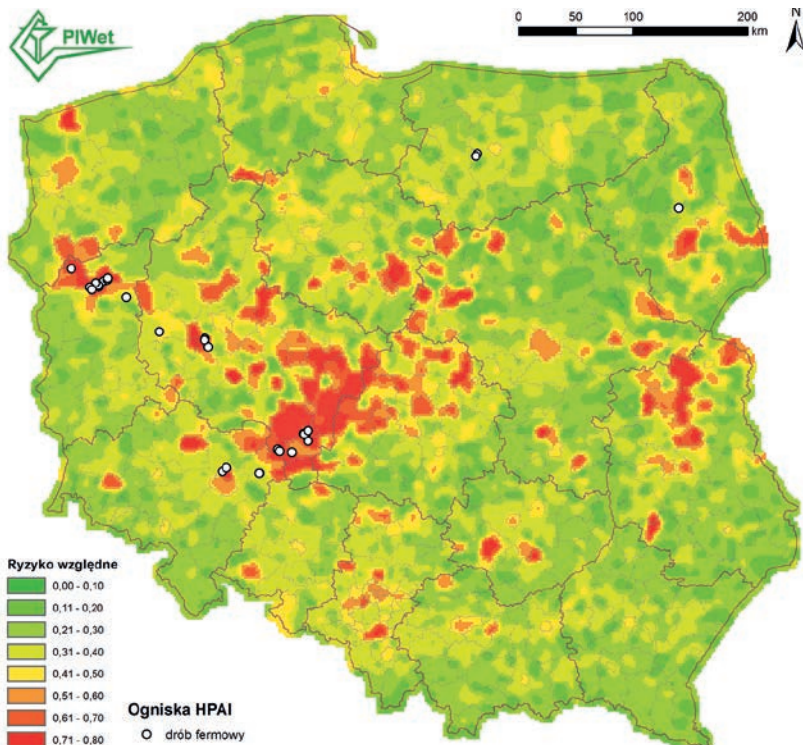 PIWet
0 50 100 200
km
N
Ryzyko względne
0,00 - 0,10
0,11 - 0,20
0,21 - 0,30
0,31 - 0,40
0,41 - 0,50
0,51 - 0,60
0,61 - 0,70
0,71 - 0,80
Ogniska HPAI
drób fermowy